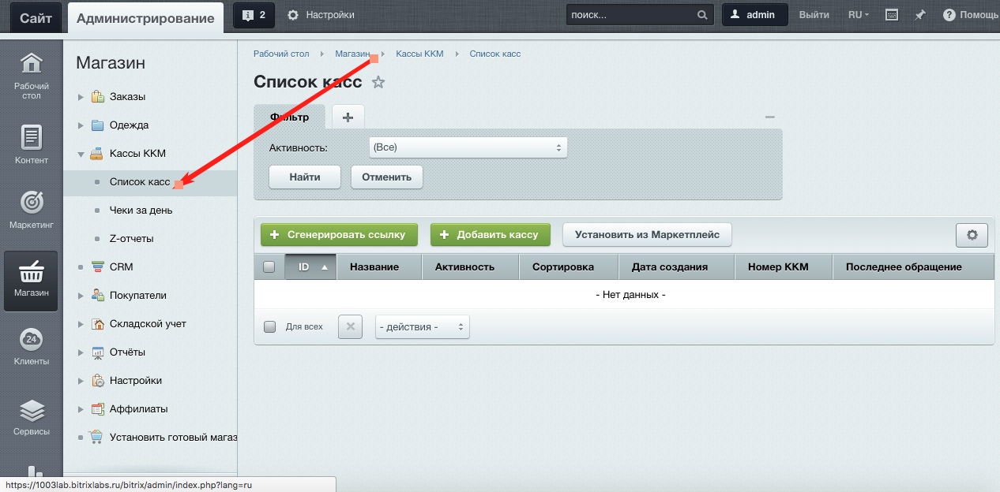 Сайт
Администрирование
2
Настройки
поиск...
admin
Выйти
RU
Помощь
Рабочий стол
Контент
Маркетинг
Магазин
24
Клиенты
Сервисы
Магазин
Заказы
Одежда
Кассы ККМ
Список касс
Чеки за день
Z-отчеты
CRM
Покупатели
Складской учет
Отчёты
Настройки
Аффилиаты
Установить готовый магаз
Рабочий стол Магазин Кассы ККМ Список касс
Список касс
Фильтр
Активность: (Все)
Найти Отменить
Сгенерировать ссылку Добавить кассу Установить из Маркетплейс
ID Название Активность Сортировка Дата создания Номер ККМ Последнее обращение
- Нет данных -
Для всех - действия -
https://1003lab.bitrixlabs.ru/bitrix/admin/index.php?lang=ru